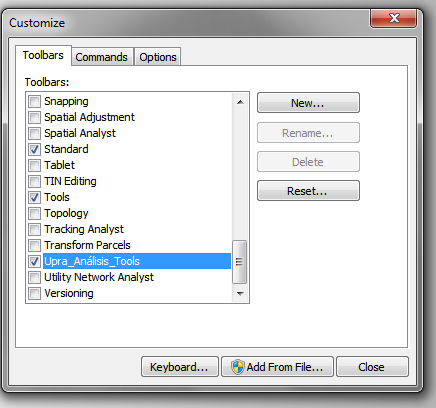 Customize
Toolbars Commands Options
Toolbars:
Snapping
Spatial Adjustment
Spatial Analyst
Standard
Tablet
TIN Editing
Tools
Topology
Tracking Analyst
Transform Parcels
Upra_Análisis_Tools
Utility Network Analyst
Versioning
New...
Rename...
Delete
Reset...
Keyboard... Add From File... Close